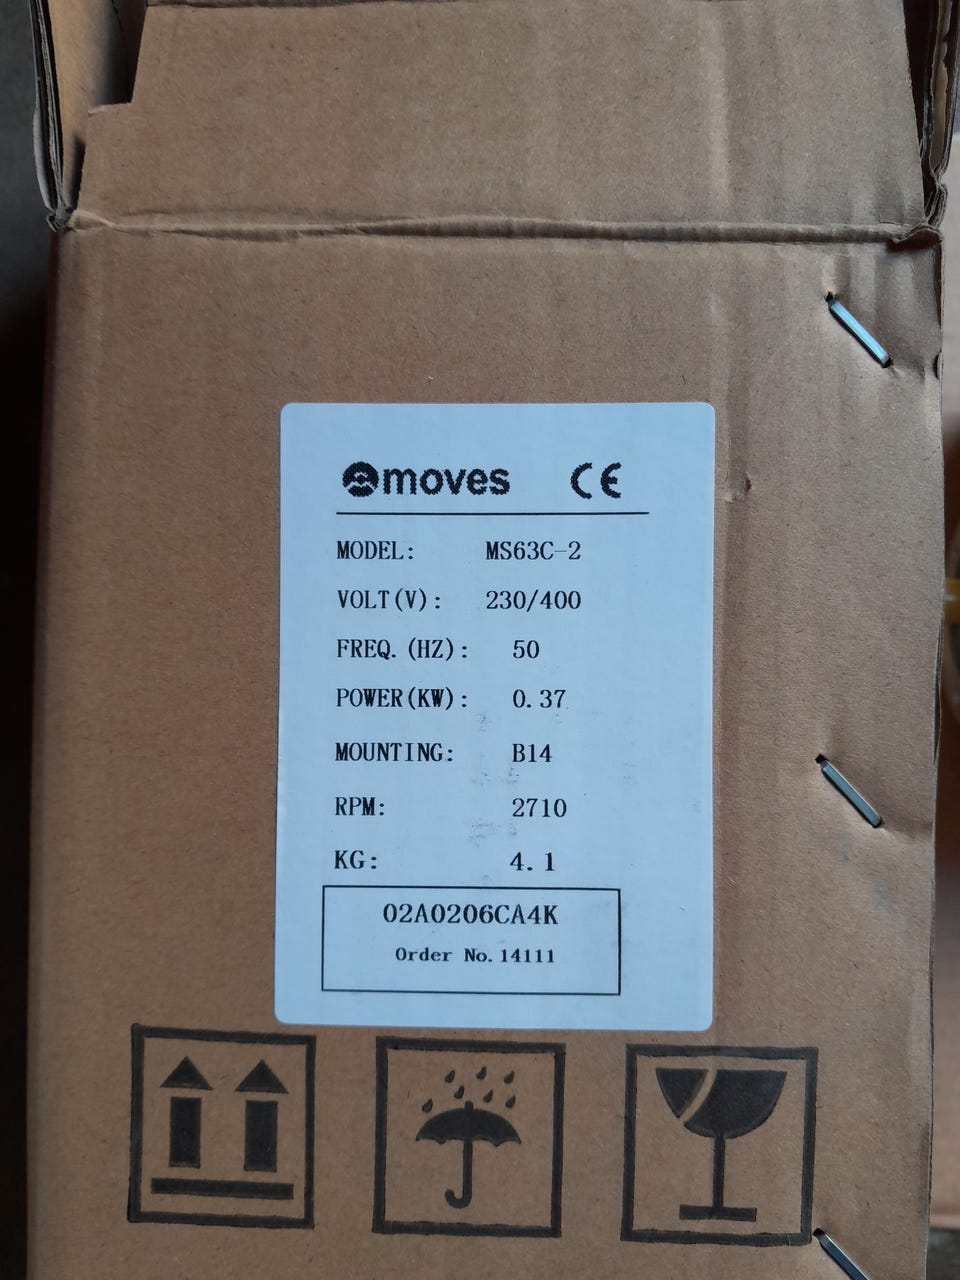 moves CE
MODEL: MS63C-2
VOLT(V): 230/400
FREQ.(HZ): 50
POWER(KW): 0.37
MOUNTING: B14
RPM: 2710
KG: 4.1
02A0206CA4K
Order No.14111